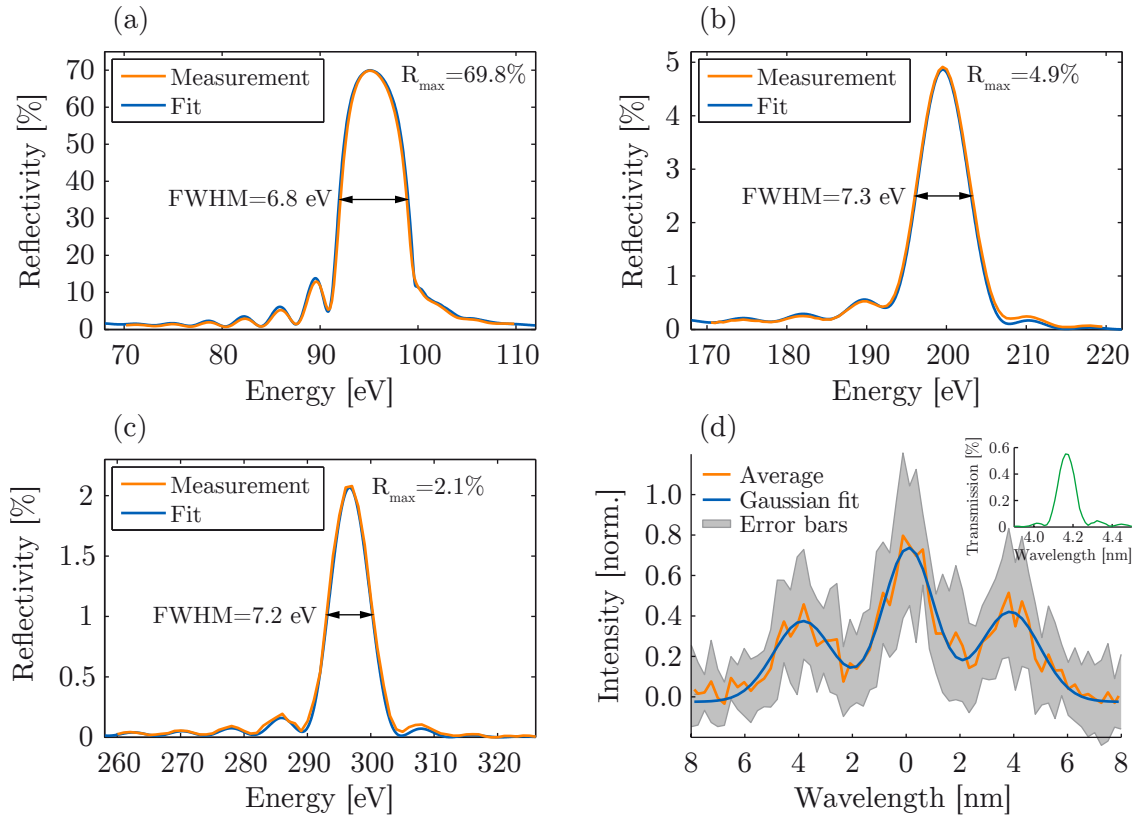 (a)
70
60
50
40
30
20
10
0
Reflectivity [%]
Measurement
Fit
R_max=69.8%
FWHM=6.8 eV
70 80 90 100 110
Energy [eV]
(b)
5
4
3
2
1
0
Reflectivity [%]
Measurement
Fit
R_max=4.9%
FWHM=7.3 eV
170 180 190 200 210 220
Energy [eV]
(c)
2
1.5
1
0.5
0
Reflectivity [%]
Measurement
Fit
R_max=2.1%
FWHM=7.2 eV
260 270 280 290 300 310 320
Energy [eV]
(d)
1.0
0.8
0.6
0.4
0.2
0.0
Intensity [norm.]
Average
Gaussian fit
Error bars
0.6
0.4
0.2
0
Transmission [%]
4.0 4.2 4.4
Wavelength [nm]
8 6 4 2 0 2 4 6 8
Wavelength [nm]